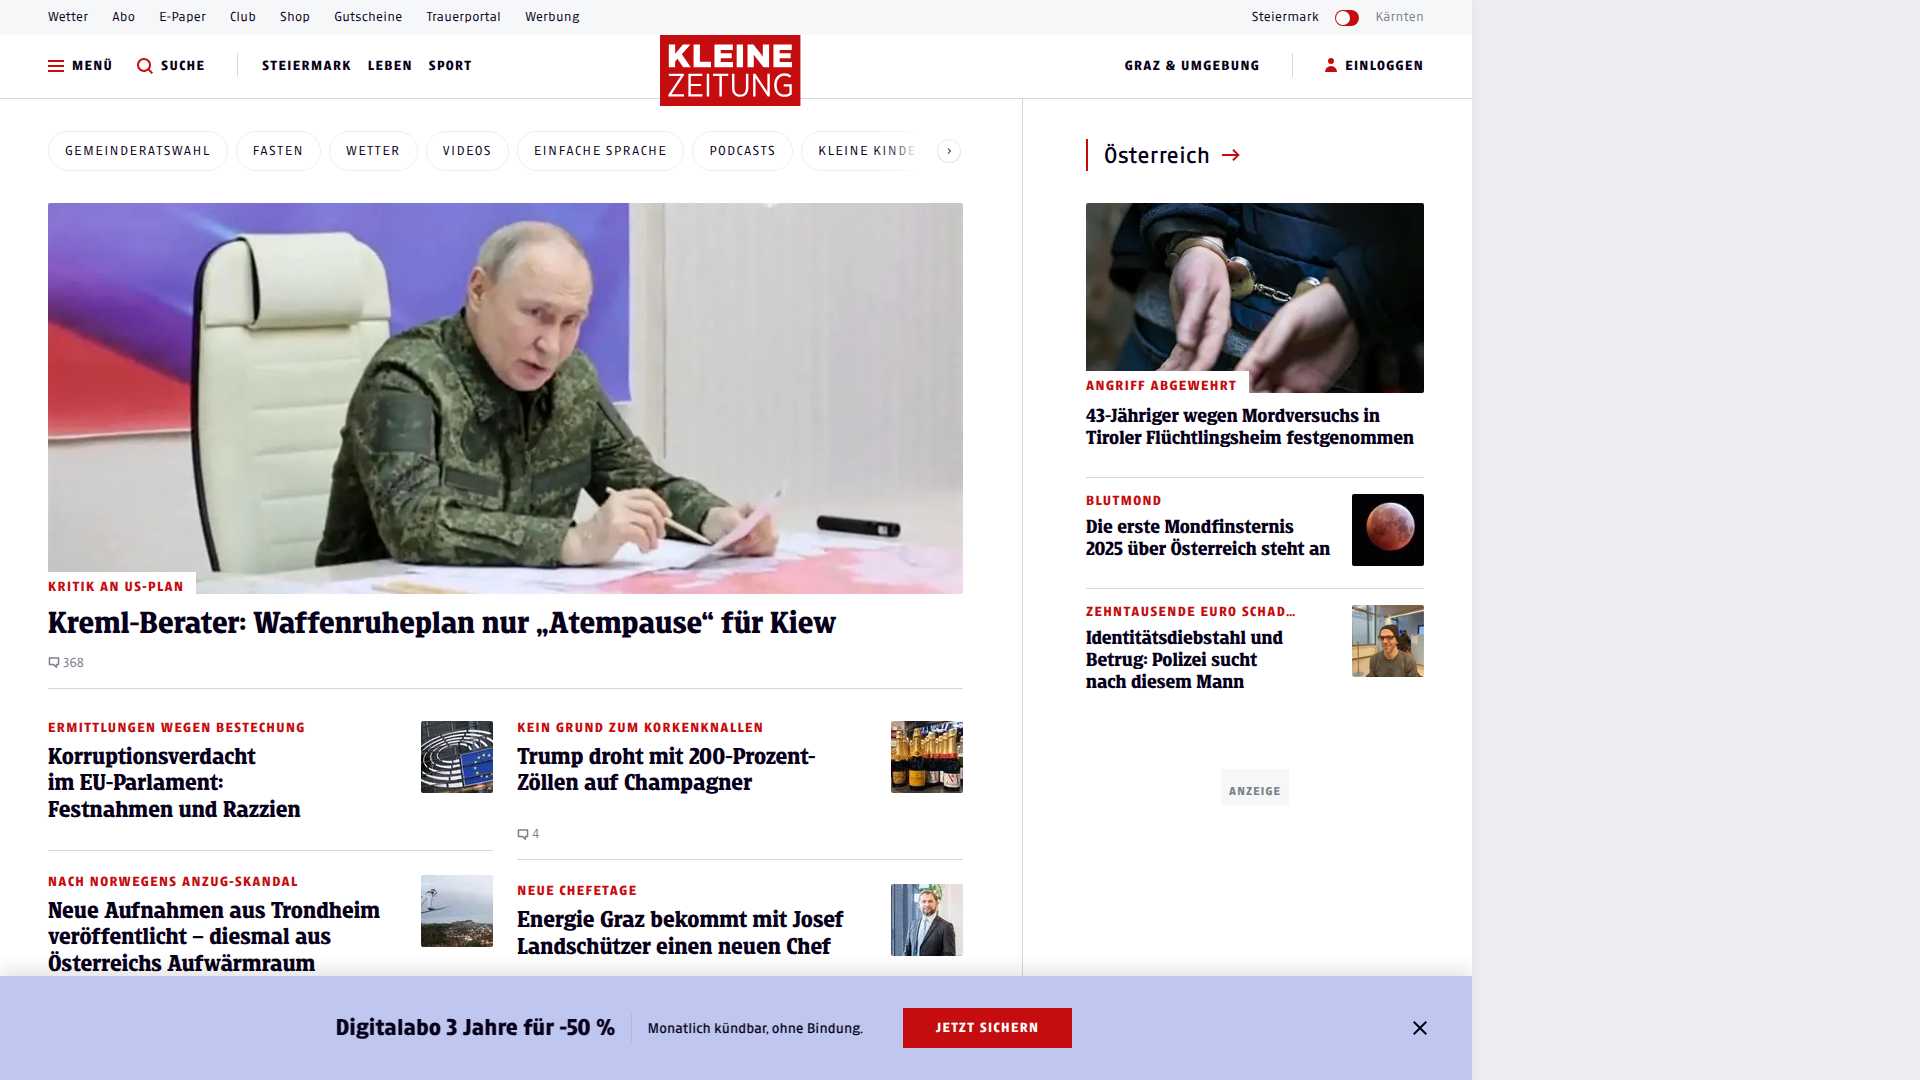 Wetter Abo E-Paper Club Shop Gutscheine Trauerportal Werbung
Steiermark Kärnten
MENÜ SUCHE STEIERMARK LEBEN SPORT
KLEINE
ZEITUNG
GRAZ & UMGEBUNG EINLOGGEN
GEMEINDERATSWAHL FASTEN WETTER VIDEOS EINFACHE SPRACHE PODCASTS KLEINE KINDE
KRITIK AN US-PLAN
Kreml-Berater: Waffenruheplan nur „Atempause“ für Kiew
368
ERMITTLUNGEN WEGEN BESTECHUNG
Korruptionsverdacht
im EU-Parlament:
Festnahmen und Razzien
KEIN GRUND ZUM KORKENKNALLEN
Trump droht mit 200-Prozent-
Zöllen auf Champagner
4
NACH NORWEGENS ANZUG-SKANDAL
Neue Aufnahmen aus Trondheim
veröffentlicht – diesmal aus
Österreichs Aufwärmraum
NEUE CHEFETAGE
Energie Graz bekommt mit Josef
Landschützer einen neuen Chef
Österreich
ANGRIFF ABGEWEHRT
43-Jähriger wegen Mordversuchs in
Tiroler Flüchtlingsheim festgenommen
BLUTMOND
Die erste Mondfinsternis
2025 über Österreich steht an
ZEHNTAUSENDE EURO SCHAD...
Identitätsdiebstahl und
Betrug: Polizei sucht
nach diesem Mann
ANZEIGE
Digitalabo 3 Jahre für -50 %
Monatlich kündbar, ohne Bindung.
JETZT SICHERN